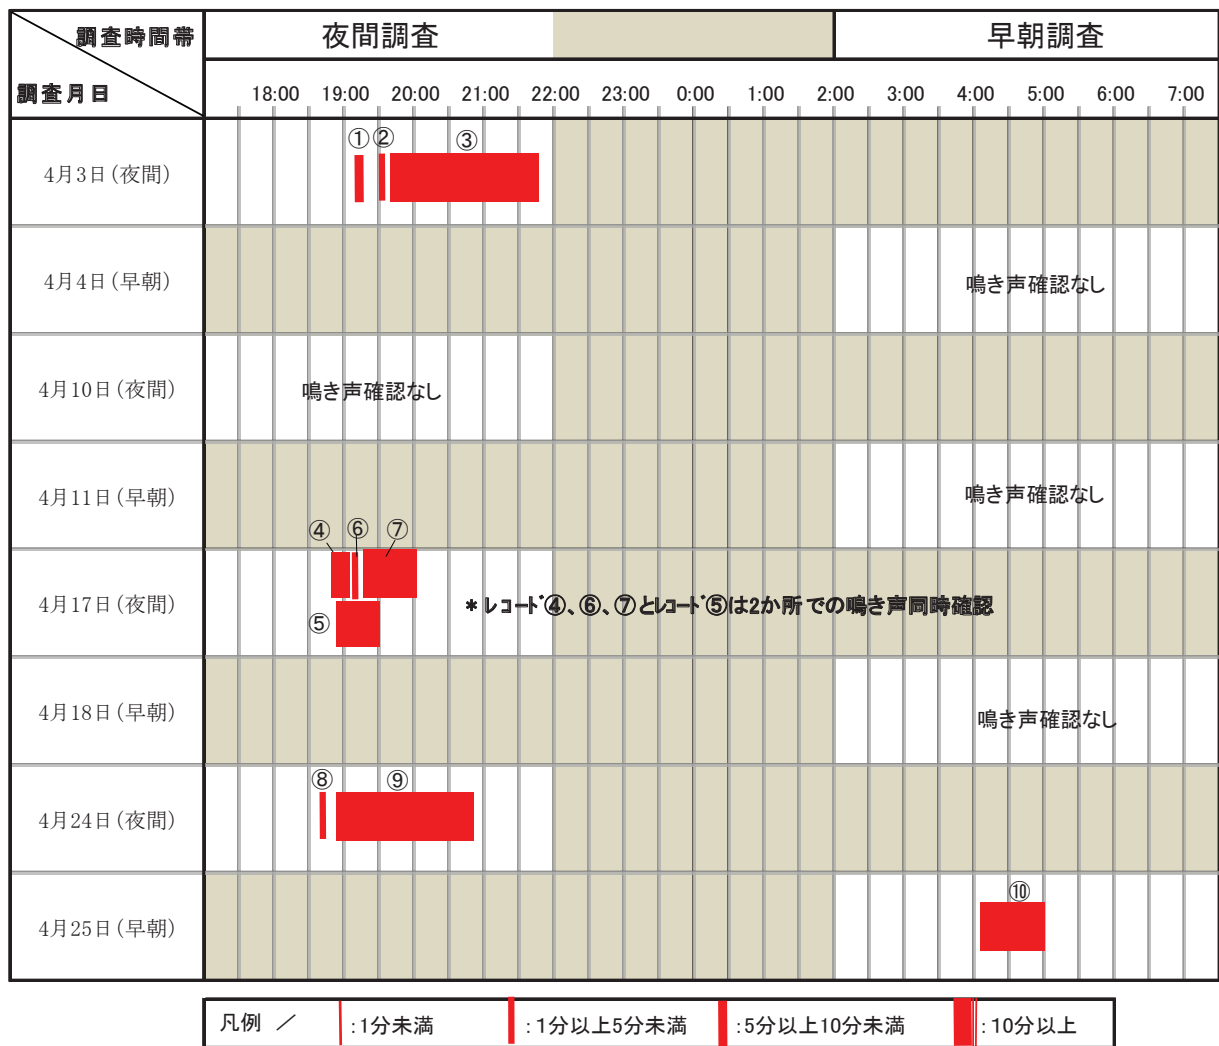 調査時間帯
夜間調査
早朝調査
調査月日
18:00 19:00 20:00 21:00 22:00 23:00 0:00 1:00 2:00 3:00 4:00 5:00 6:00 7:00
① ② ③
4月3日(夜間)
4月4日(早朝)
鳴き声確認なし
4月10日(夜間)
鳴き声確認なし
4月11日(早朝)
鳴き声確認なし
④ ⑥ ⑦
4月17日(夜間)
*レコード④、⑥、⑦とレコード⑤は2か所での鳴き声同時確認
⑤
4月18日(早朝)
鳴き声確認なし
⑧ ⑨
4月24日(夜間)
⑩
4月25日(早朝)
凡例 / :1分未満 :1分以上5分未満 :5分以上10分未満 :10分以上